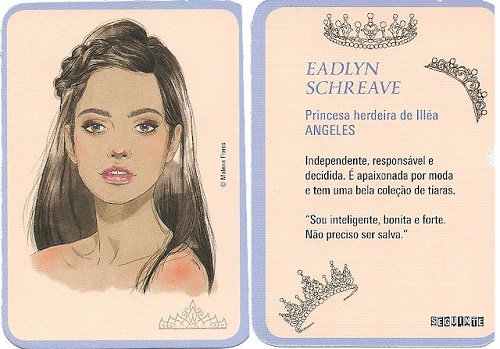 © Malena Flores
EADLYN
SCHREAVE
Princesa herdeira de Illéa
ANGELES
Independente, responsável e
decidida. É apaixonada por moda
e tem uma bela coleção de tiaras.
"Sou inteligente, bonita e forte.
Não preciso ser salva."
SEGUINTE